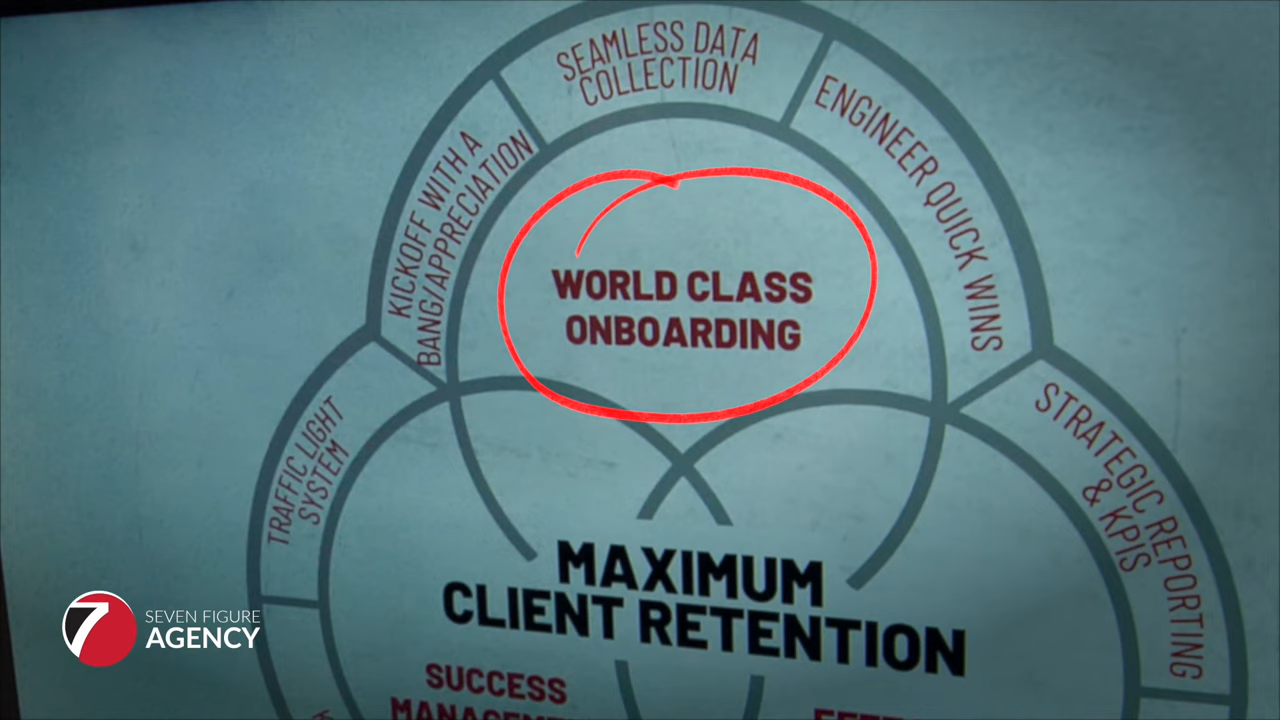 SEAMLESS DATA
COLLECTION
ENGINEER QUICK WINS
KICKOFF WITH A
BANG/APPRECIATION
WORLD CLASS
ONBOARDING
TRAFFIC LIGHT
SYSTEM
STRATEGIC REPORTING
& KPIS
MAXIMUM
CLIENT RETENTION
SUCCESS
7 SEVEN FIGURE
AGENCY